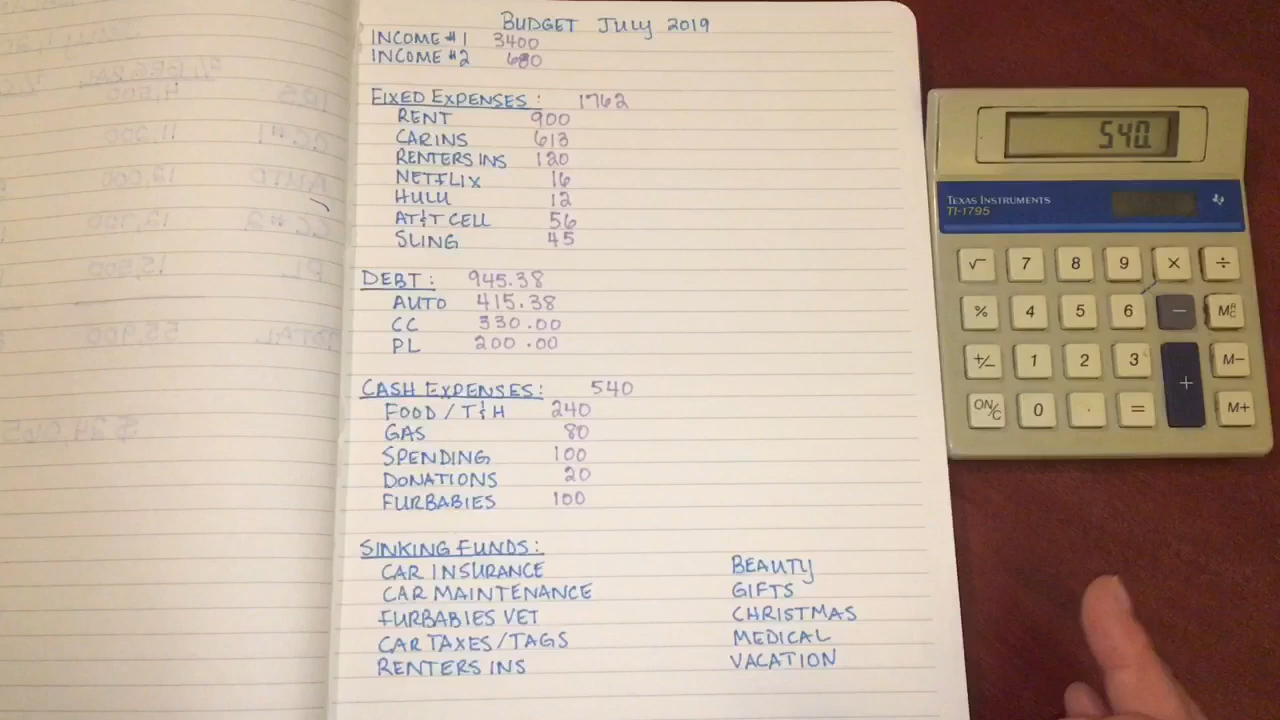 BUDGET JULY 2019
INCOME #1 3400
INCOME #2 680
FIXED EXPENSES: 1762
RENT 900
CAR INS 613
RENTERS INS 120
NETFLIX 16
HULU 12
AT&T CELL 56
SLING 45
DEBT: 945.38
AUTO 415.38
CC 330.00
PL 200.00
CASH EXPENSES: 540
FOOD / T&H 240
GAS 80
SPENDING 100
DONATIONS 20
FURBABIES 100
SINKING FUNDS:
CAR INSURANCE
CAR MAINTENANCE
FURBABIES VET
CAR TAXES/TAGS
RENTERS INS
BEAUTY
GIFTS
CHRISTMAS
MEDICAL
VACATION
540.
TEXAS INSTRUMENTS
TI-1795
√ 7 8 9 × ÷
% 4 5 6 − MRC
+/− 1 2 3 + M−
ON/C 0 . = M+